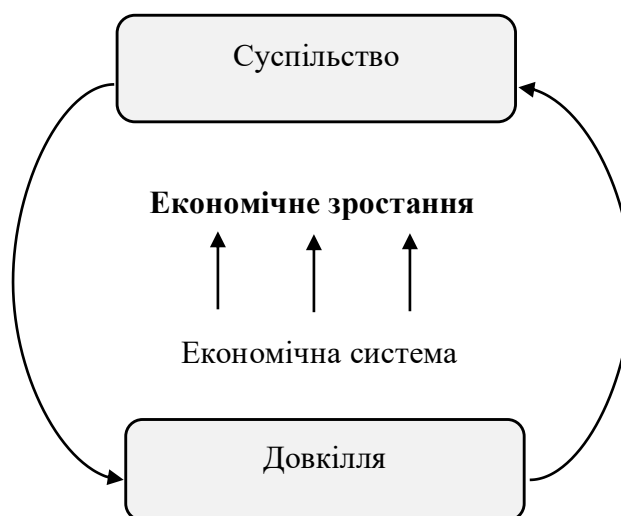 Суспільство
Економічне зростання
Економічна система
Довкілля